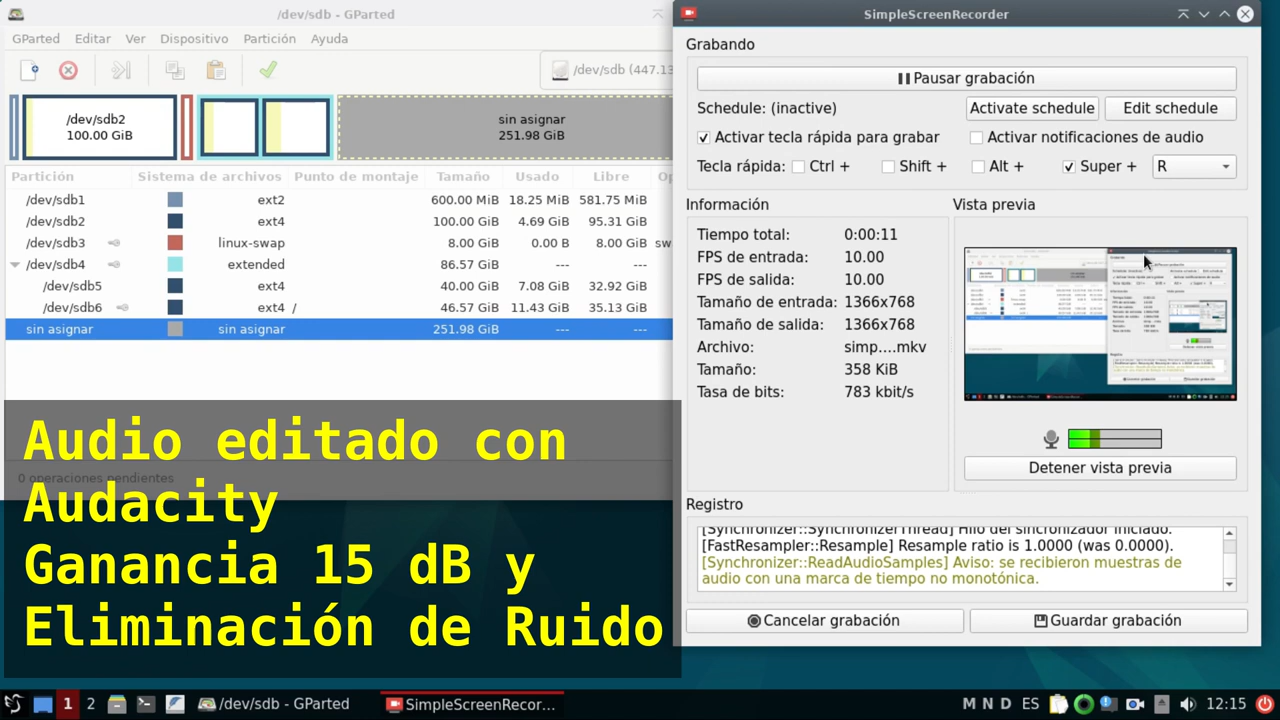 /dev/sdb - GParted
GParted Editar Ver Dispositivo Partición Ayuda
/dev/sdb (447.13
/dev/sdb2
100.00 GiB
sin asignar
251.98 GiB
Partición Sistema de archivos Punto de montaje Tamaño Usado Libre Op
/dev/sdb1 ext2 600.00 MiB 18.25 MiB 581.75 MiB
/dev/sdb2 ext4 100.00 GiB 4.69 GiB 95.31 GiB
/dev/sdb3 linux-swap 8.00 GiB 0.00 B 8.00 GiB sw
/dev/sdb4 extended 86.57 GiB --- ---
/dev/sdb5 ext4 40.00 GiB 7.08 GiB 32.92 GiB
/dev/sdb6 ext4 / 46.57 GiB 11.43 GiB 35.13 GiB
sin asignar sin asignar 251.98 GiB --- ---
0 operaciones pendientes
Audio editado con
Audacity
Ganancia 15 dB y
Eliminación de Ruido
SimpleScreenRecorder
Grabando
Pausar grabación
Schedule: (inactive) Activate schedule Edit schedule
Activar tecla rápida para grabar Activar notificaciones de audio
Tecla rápida: Ctrl + Shift + Alt + Super + R
Información
Tiempo total: 0:00:11
FPS de entrada: 10.00
FPS de salida: 10.00
Tamaño de entrada: 1366x768
Tamaño de salida: 1366x768
Archivo: simp....mkv
Tamaño: 358 KiB
Tasa de bits: 783 kbit/s
Vista previa
Detener vista previa
Registro
[Synchronizer::SynchronizerThread] Hilo del sincronizador iniciado.
[FastResampler::Resample] Resample ratio is 1.0000 (was 0.0000).
[Synchronizer::ReadAudioSamples] Aviso: se recibieron muestras de
audio con una marca de tiempo no monotónica.
Cancelar grabación Guardar grabación
1 2 /dev/sdb - GParted SimpleScreenRecor... M N D ES 12:15